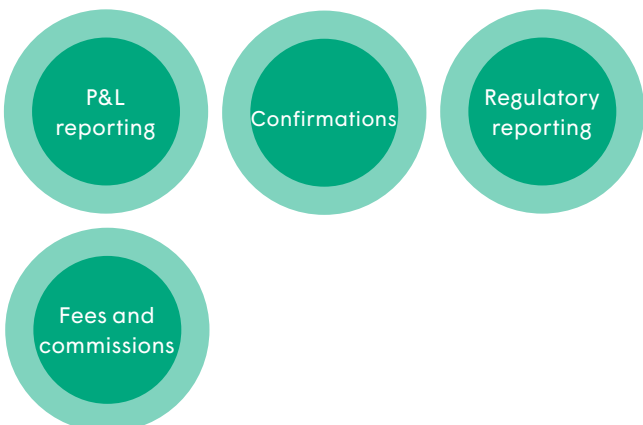 P&L
reporting
Confirmations
Regulatory
reporting
Fees and
commissions